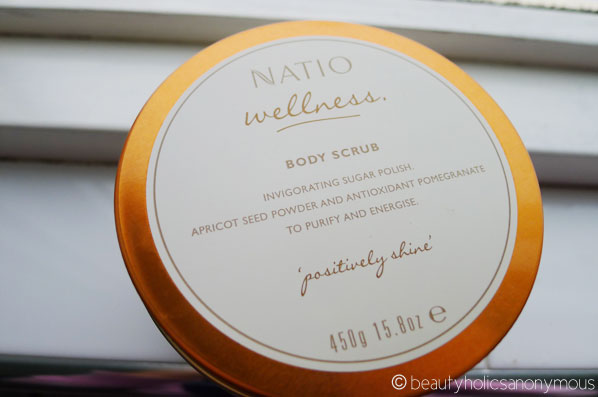 NATIO
wellness.
BODY SCRUB
INVIGORATING SUGAR POLISH.
APRICOT SEED POWDER AND ANTIOXIDANT POMEGRANATE
TO PURIFY AND ENERGISE.
'positively shine'
450g 15.8oz e
© beautyholicsanonymous